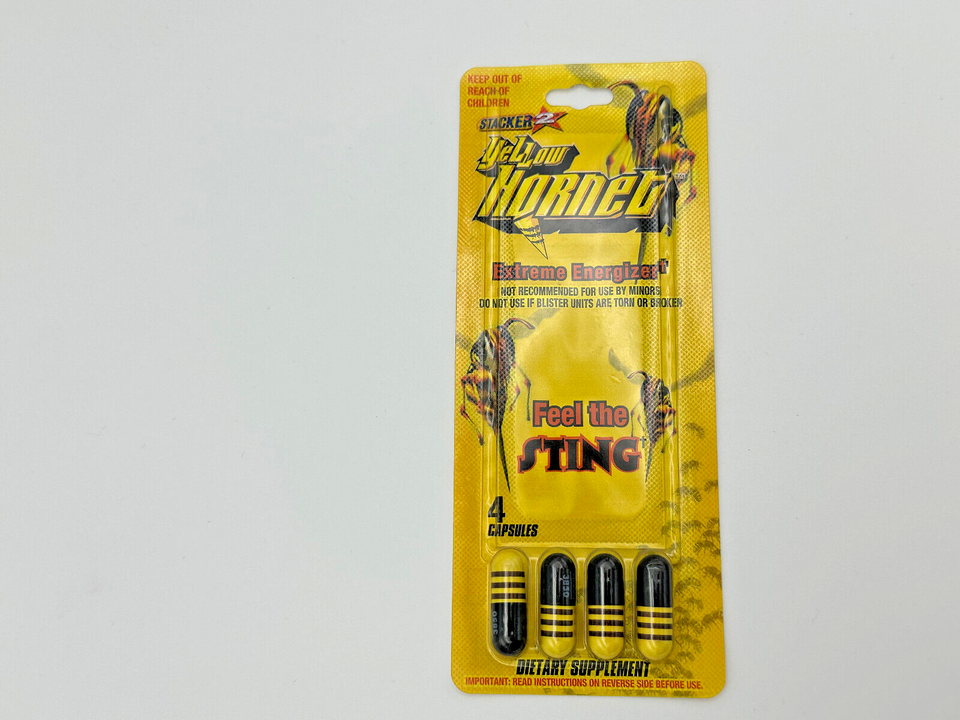 KEEP OUT OF
REACH OF
CHILDREN
STACKER 2
YELLOW
HORNET
Extreme Energizer†
NOT RECOMMENDED FOR USE BY MINORS
DO NOT USE IF BLISTER UNITS ARE TORN OR BROKEN
Feel the
STING
4
CAPSULES
DIETARY SUPPLEMENT
IMPORTANT: READ INSTRUCTIONS ON REVERSE SIDE BEFORE USE.